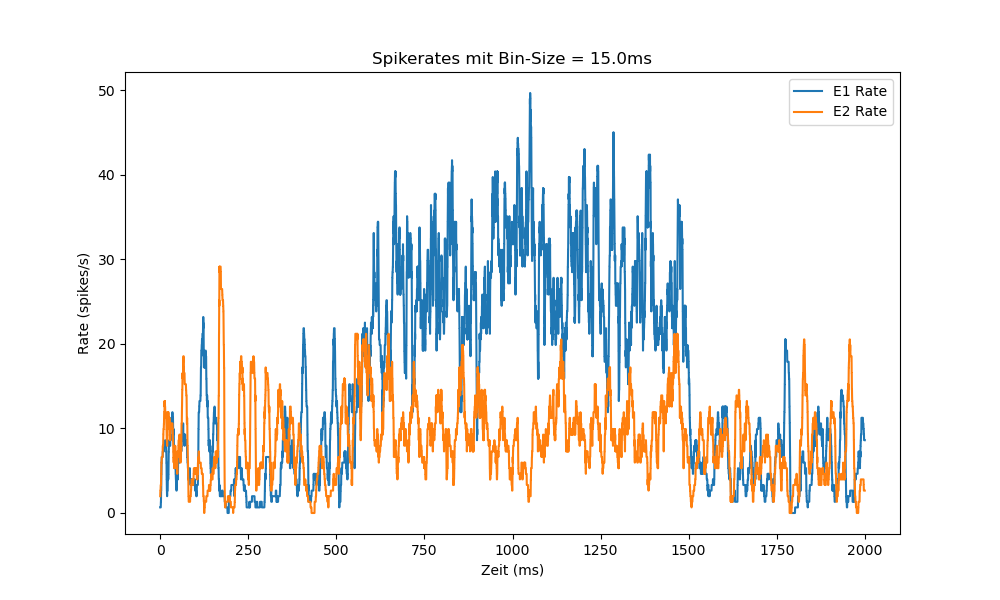 Spikerates mit Bin-Size = 15.0ms
E1 Rate
E2 Rate
Rate (spikes/s)
50
40
30
20
10
0
0 250 500 750 1000 1250 1500 1750 2000
Zeit (ms)